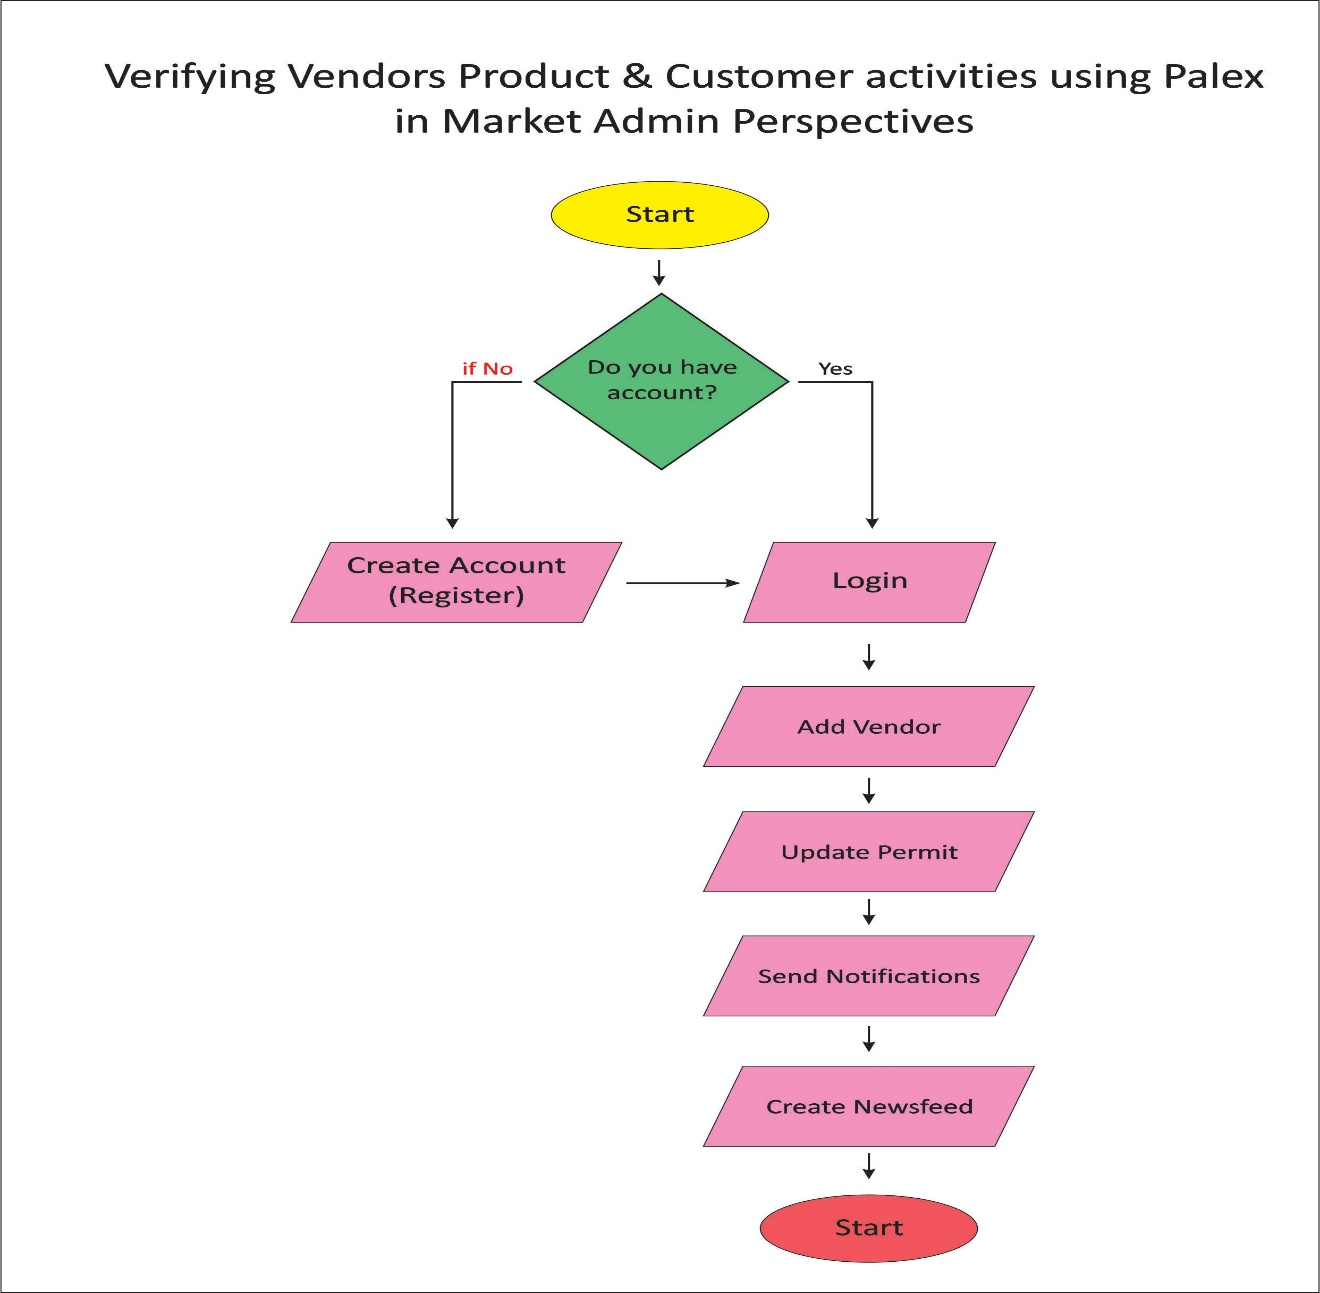 Verifying Vendors Product & Customer activities using Palex
in Market Admin Perspectives
Start
Do you have
account?
if No
Yes
Create Account
(Register)
Login
Add Vendor
Update Permit
Send Notifications
Create Newsfeed
Start